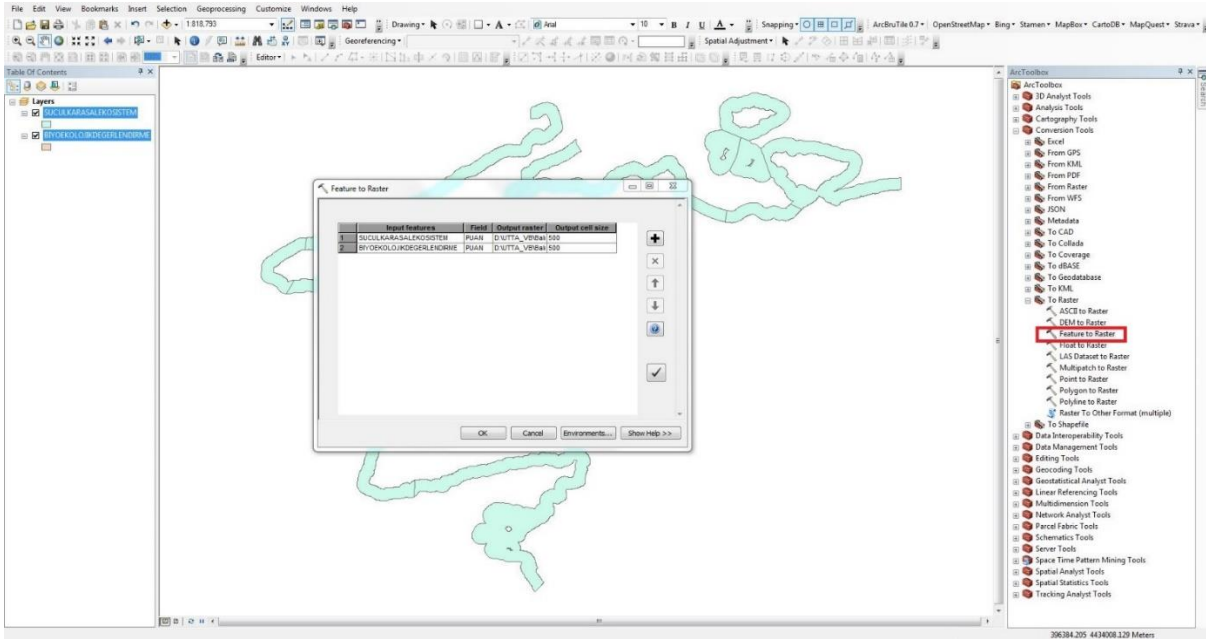 File Edit View Bookmarks Insert Selection Geoprocessing Customize Windows Help
1:818,793
Drawing
Arial
10
B I U A
Snapping
ArcBruTile 0.7 OpenStreetMap Bing Stamen MapBox CartoDB MapQuest Strava
Georeferencing
Spatial Adjustment
Editor
Table Of Contents
Layers
SUCULKARASALEKOSISTEM
BIYOEKOLOJIKDEGERLENDIRME
Feature to Raster
Input features Field Output raster Output cell size
1 SUCULKARASALEKOSISTEM PUAN D:\UTTA_VB\Bak 500
2 BIYOEKOLOJIKDEGERLENDIRME PUAN D:\UTTA_VB\Bak 500
OK Cancel Environments... Show Help >>
ArcToolbox
ArcToolbox
3D Analyst Tools
Analysis Tools
Cartography Tools
Conversion Tools
Excel
From GPS
From KML
From PDF
From Raster
From WFS
JSON
Metadata
To CAD
To Collada
To Coverage
To dBASE
To Geodatabase
To KML
To Raster
ASCII to Raster
DEM to Raster
Feature to Raster
Float to Raster
LAS Dataset to Raster
Multipatch to Raster
Point to Raster
Polygon to Raster
Polyline to Raster
Raster To Other Format (multiple)
To Shapefile
Data Interoperability Tools
Data Management Tools
Editing Tools
Geocoding Tools
Geostatistical Analyst Tools
Linear Referencing Tools
Multidimension Tools
Network Analyst Tools
Parcel Fabric Tools
Schematics Tools
Server Tools
Space Time Pattern Mining Tools
Spatial Analyst Tools
Spatial Statistics Tools
Tracking Analyst Tools
Search
396384.205 4434008.129 Meters